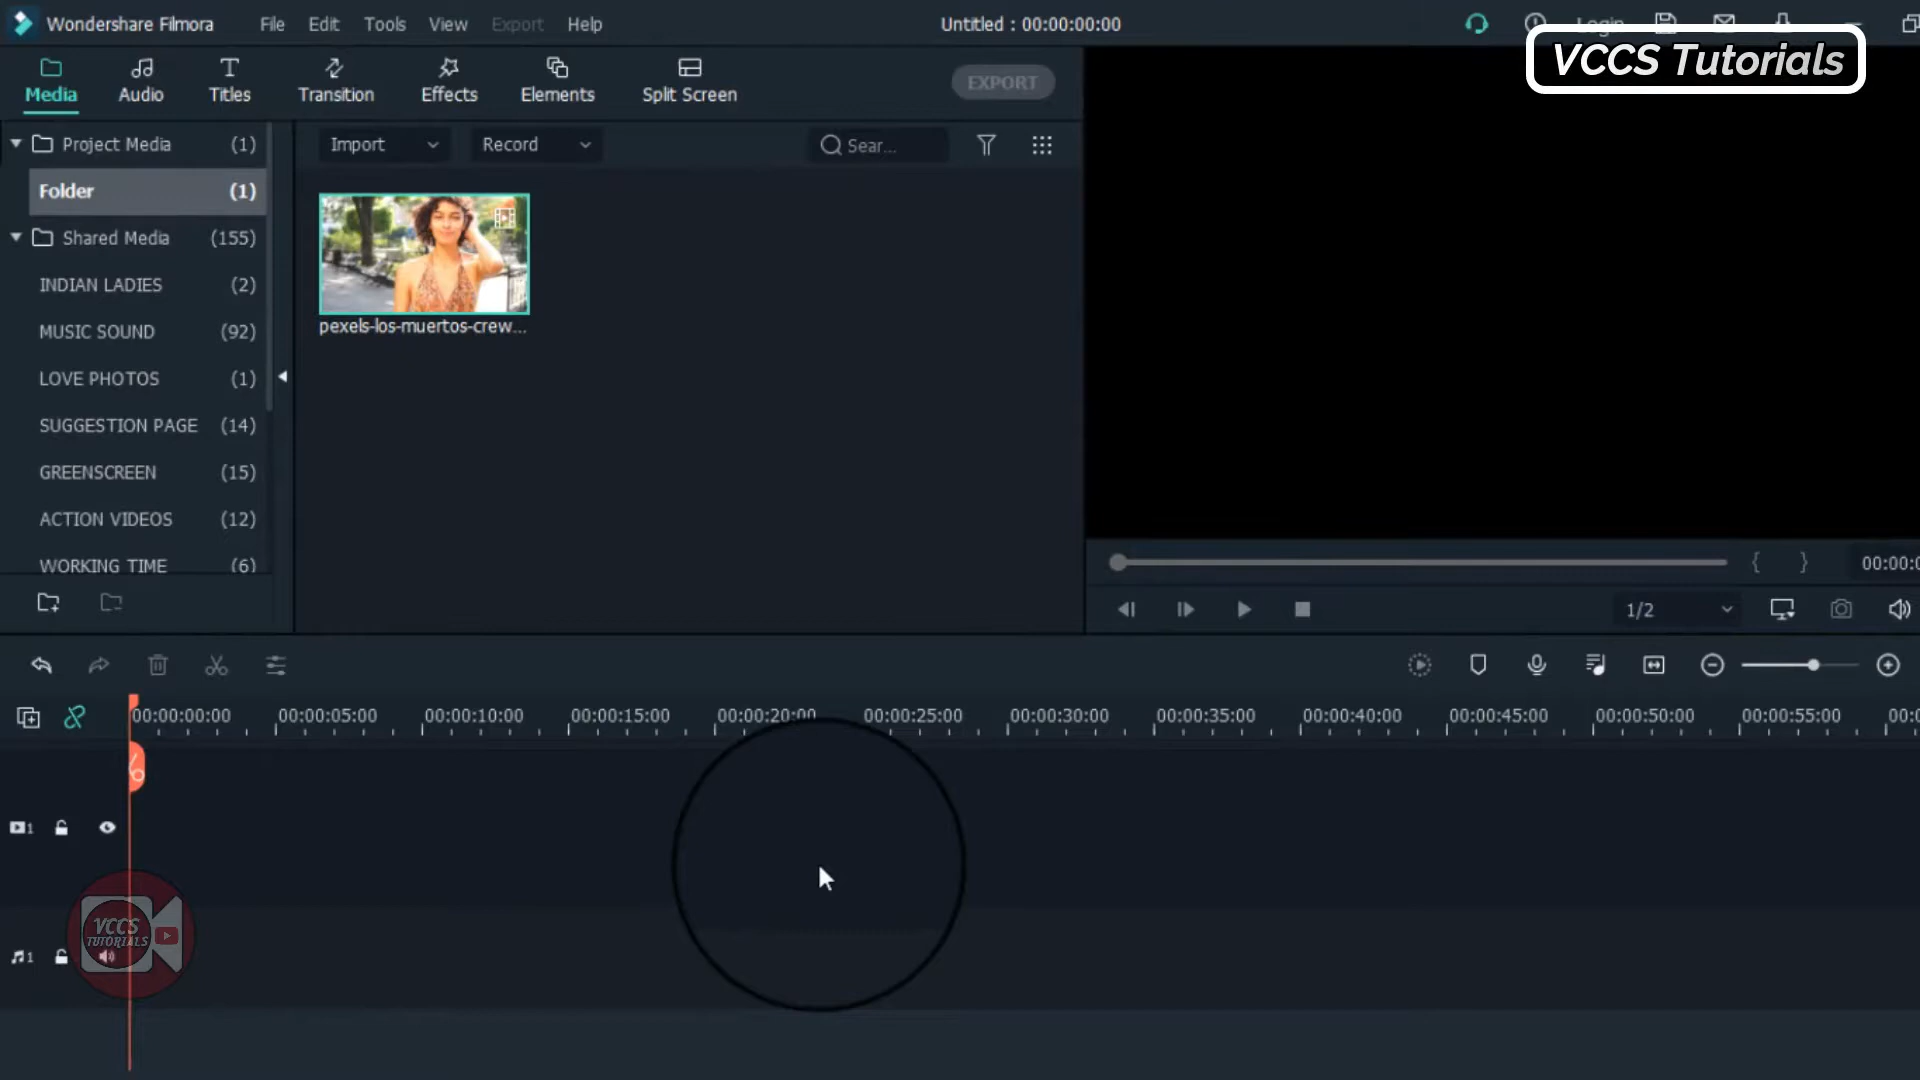 Wondershare Filmora File Edit Tools View Export Help Untitled : 00:00:00:00
VCCS Tutorials
Media Audio Titles Transition Effects Elements Split Screen EXPORT
Project Media (1) Import Record Sear...
Folder (1)
Shared Media (155)
INDIAN LADIES (2)
MUSIC SOUND (92)
pexels-los-muertos-crew...
LOVE PHOTOS (1)
SUGGESTION PAGE (14)
GREENSCREEN (15)
ACTION VIDEOS (12)
WORKING TIME (6)
1/2
00:00:00:00 00:00:05:00 00:00:10:00 00:00:15:00 00:00:20:00 00:00:25:00 00:00:30:00 00:00:35:00 00:00:40:00 00:00:45:00 00:00:50:00 00:00:55:00
1
VCCS
TUTORIALS
1